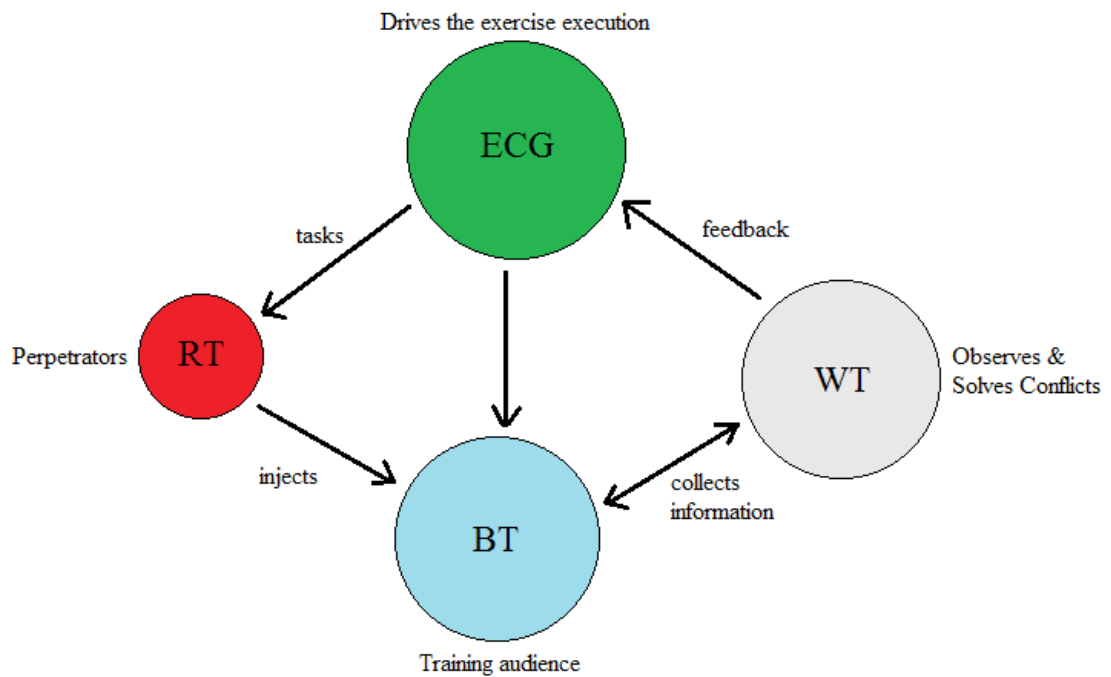 Drives the exercise execution
ECG
tasks
feedback
Perpetrators
RT
WT
Observes &
Solves Conflicts
injects
collects
information
BT
Training audience